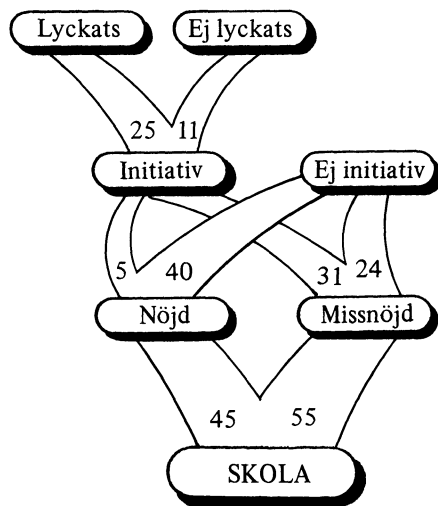 Lyckats Ej lyckats
25 11
Initiativ Ej initiativ
5 40 31 24
Nöjd Missnöjd
45 55
SKOLA